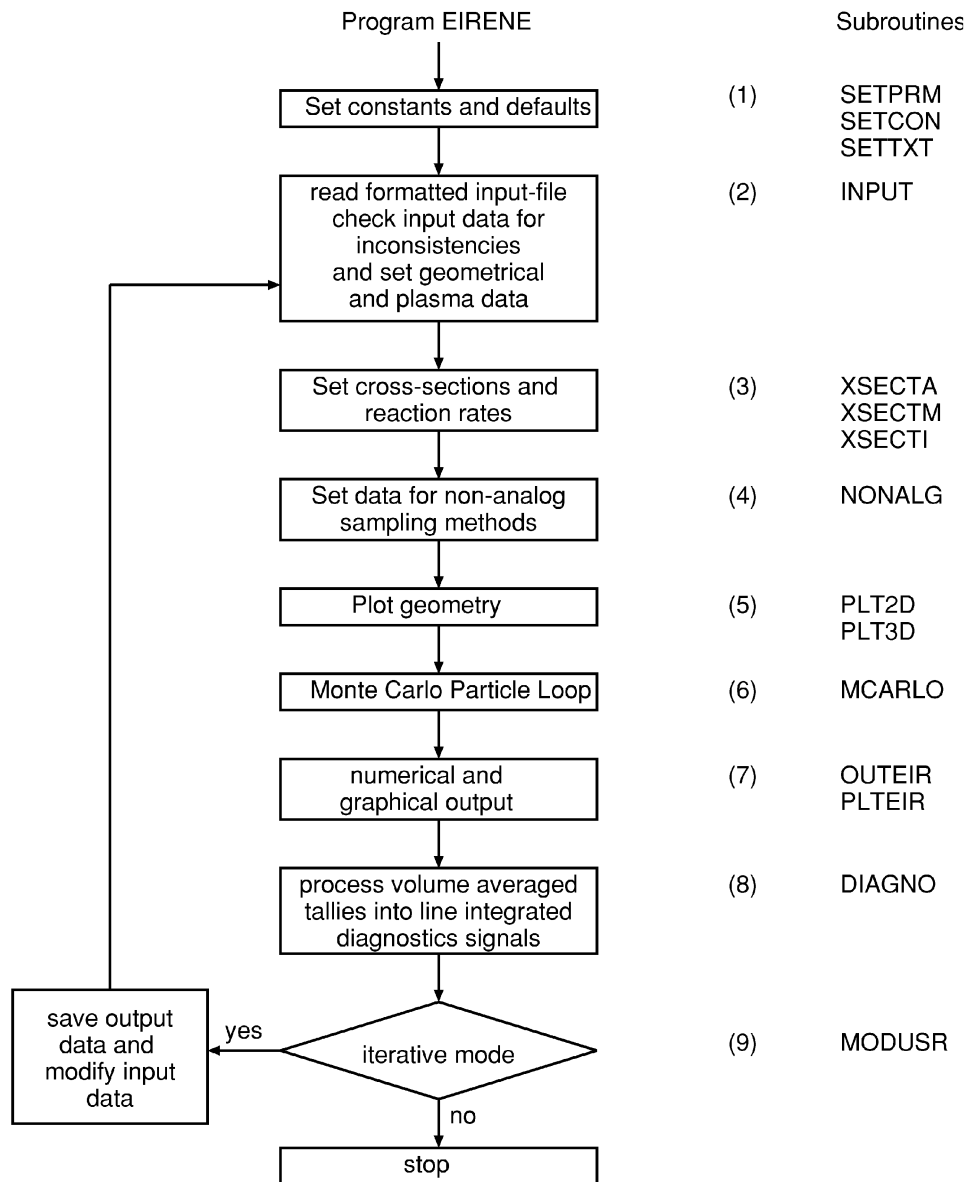 Program EIRENE
Subroutines
Set constants and defaults
(1)
SETPRM
SETCON
SETTXT
read formatted input-file
check input data for
inconsistencies
and set geometrical
and plasma data
(2)
INPUT
Set cross-sections and
reaction rates
(3)
XSECTA
XSECTM
XSECTI
Set data for non-analog
sampling methods
(4)
NONALG
Plot geometry
(5)
PLT2D
PLT3D
Monte Carlo Particle Loop
(6)
MCARLO
numerical and
graphical output
(7)
OUTEIR
PLTEIR
process volume averaged
tallies into line integrated
diagnostics signals
(8)
DIAGNO
save output
data and
modify input
data
yes
iterative mode
(9)
MODUSR
no
stop